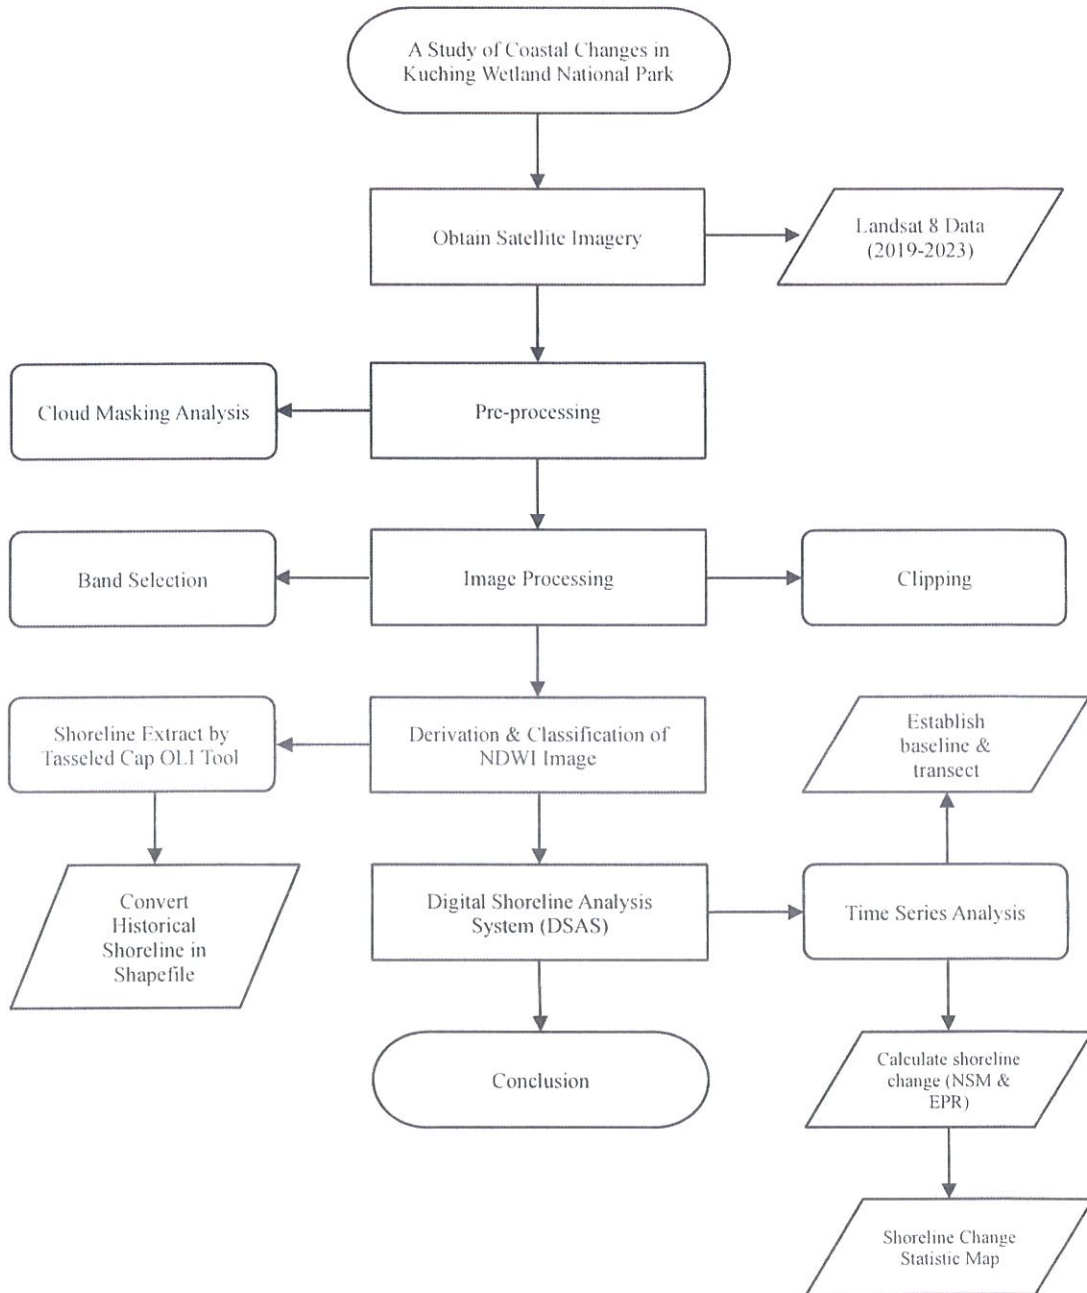 A Study of Coastal Changes in
Kuching Wetland National Park
Obtain Satellite Imagery
Landsat 8 Data
(2019-2023)
Cloud Masking Analysis
Pre-processing
Band Selection
Image Processing
Clipping
Shoreline Extract by
Tasseled Cap OLI Tool
Derivation & Classification of
NDWI Image
Establish
baseline &
transect
Convert
Historical
Shoreline in
Shapefile
Digital Shoreline Analysis
System (DSAS)
Time Series Analysis
Conclusion
Calculate shoreline
change (NSM &
EPR)
Shoreline Change
Statistic Map